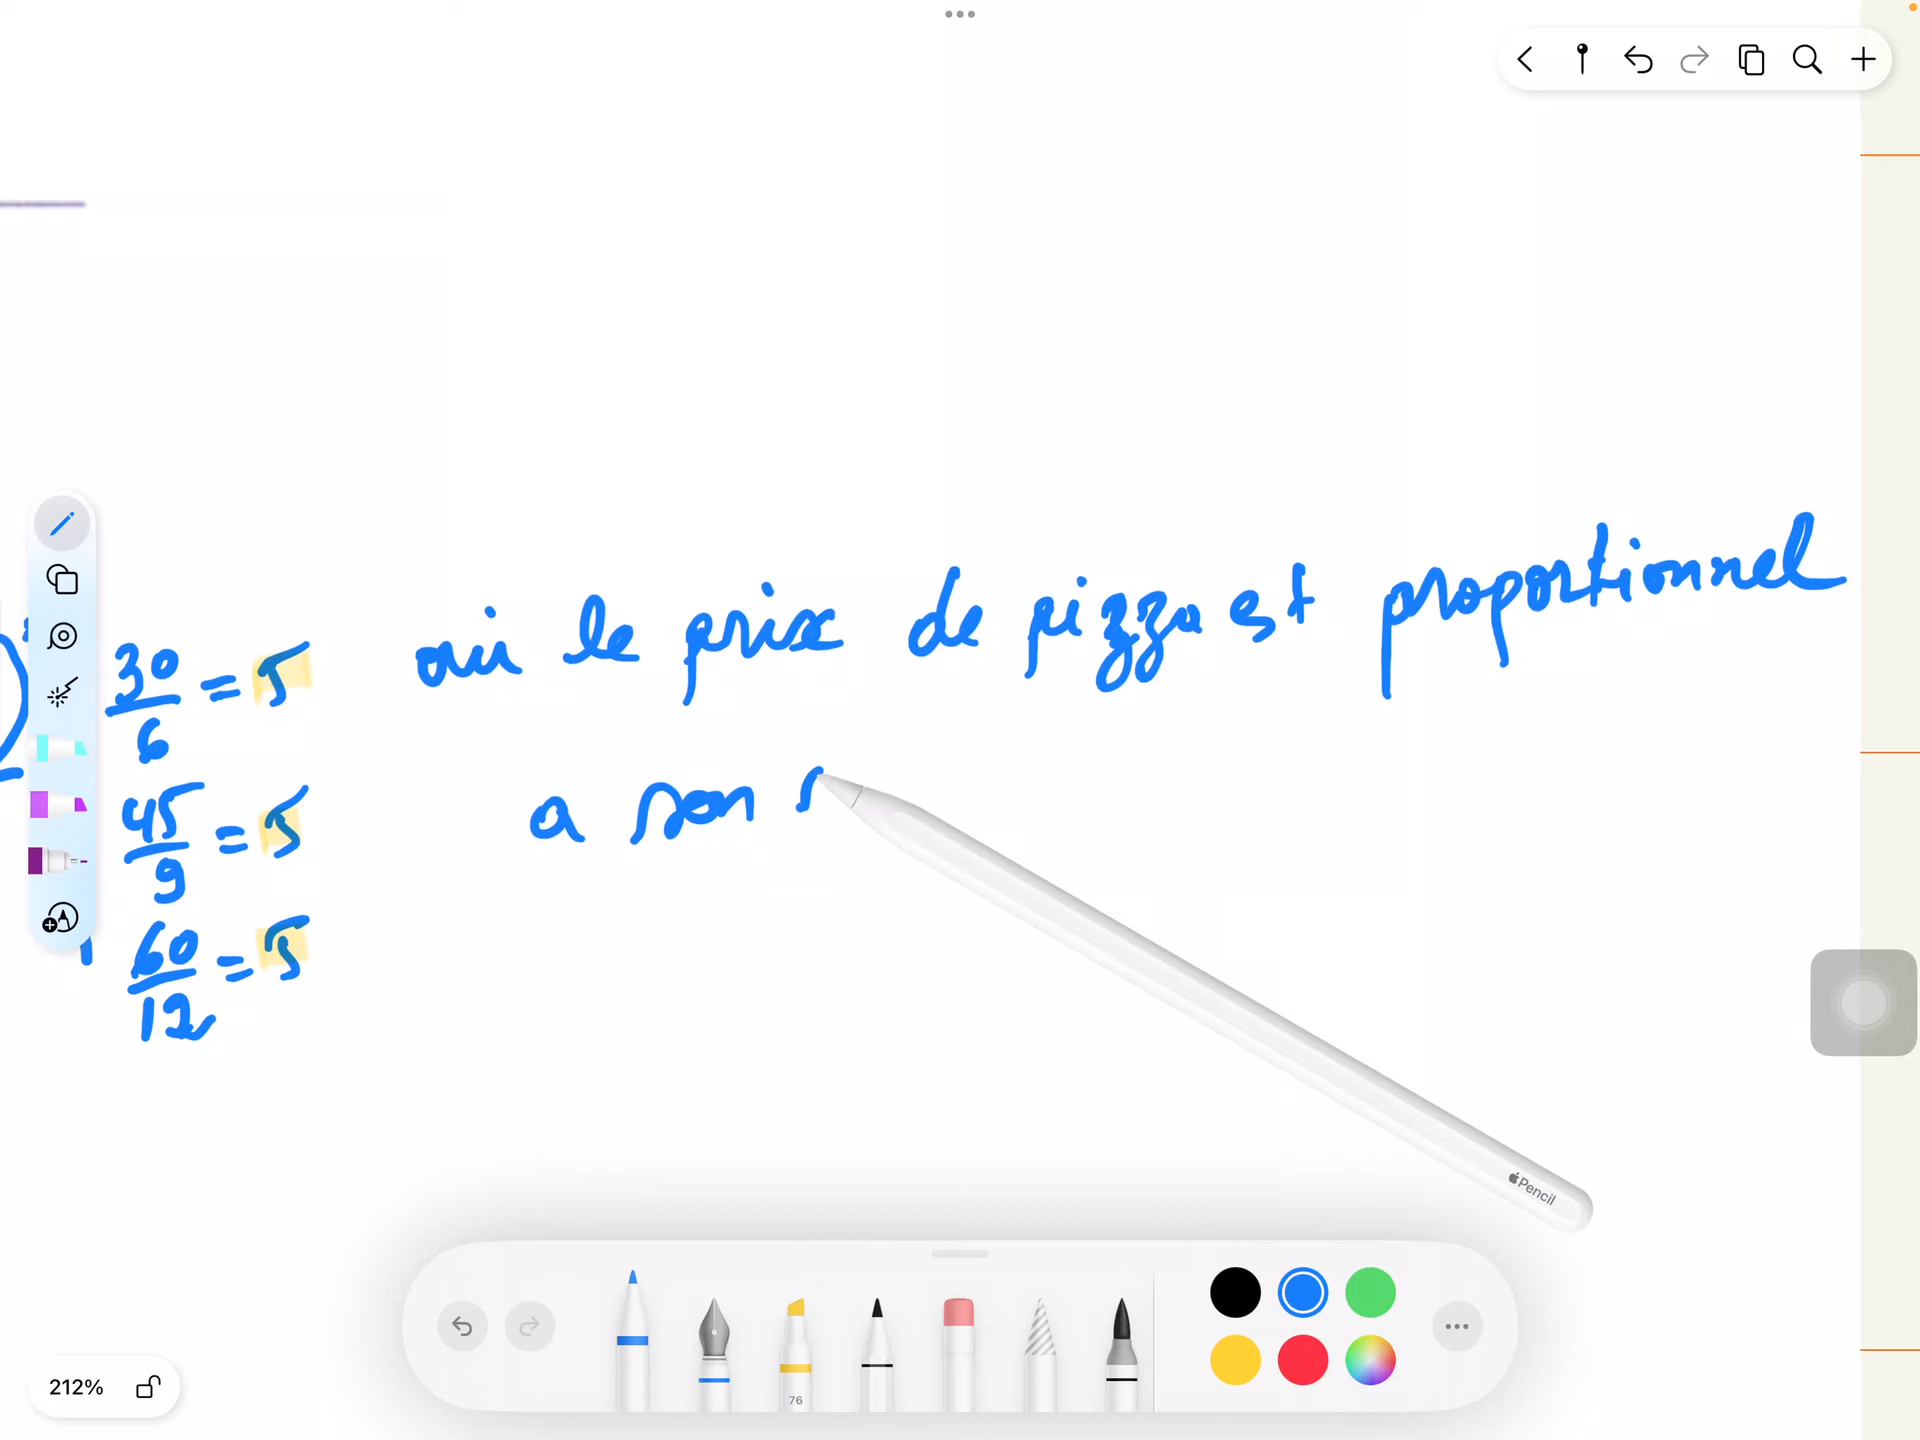 30/6 = 5
45/9 = 5
60/12 = 5
oui le prix de pizza est proportionnel
a son
Pencil
76
212%